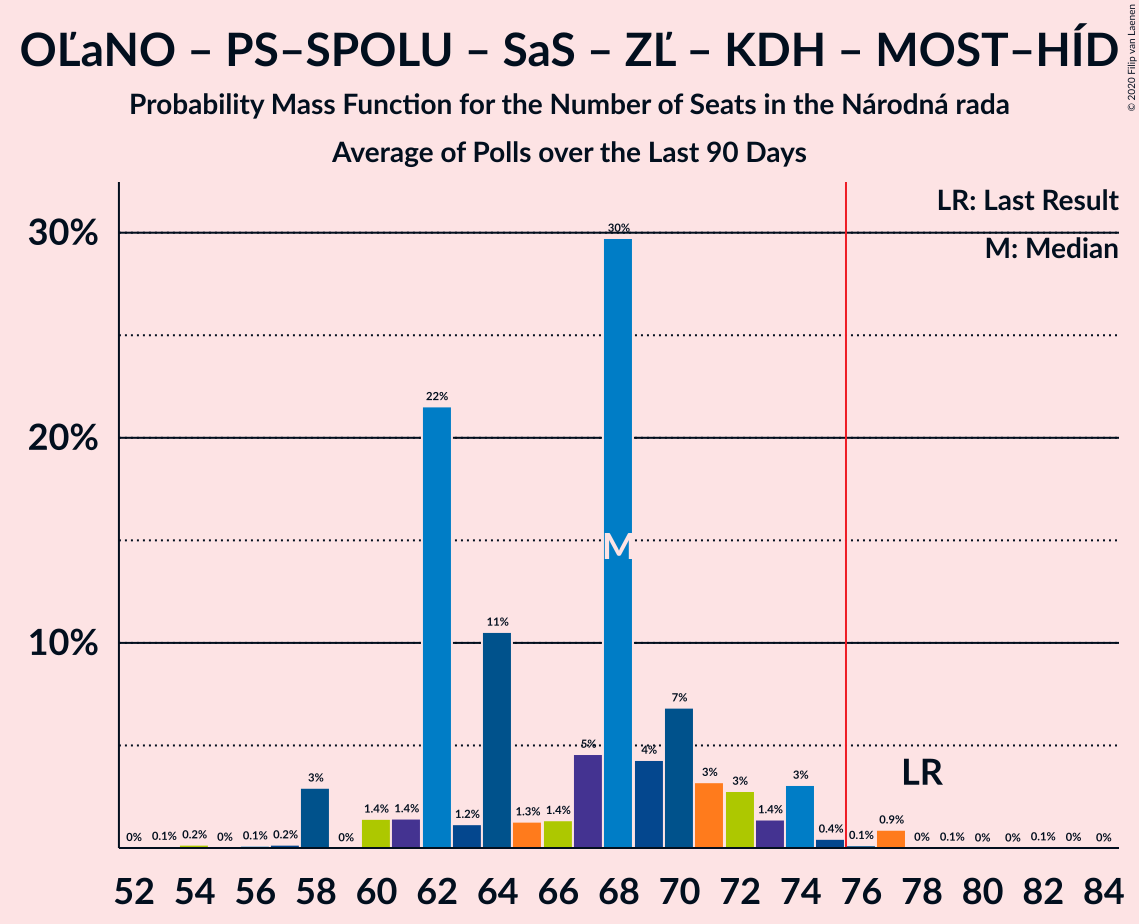 OĽaNO – PS–SPOLU – SaS – ZĽ – KDH – MOST–HÍD
Probability Mass Function for the Number of Seats in the Národná rada
Average of Polls over the Last 90 Days
© 2020 Filip van Laenen
LR: Last Result
M: Median
30%
20%
10%
0% 0.1% 0.2% 0% 0.1% 0.2% 3% 0% 1.4% 1.4% 22% 1.2% 11% 1.3% 1.4% 5% 30% 4% 7% 3% 3% 1.4% 3% 0.4% 0.1% 0.9% 0% 0.1% 0% 0% 0.1% 0% 0%
M
LR
52 54 56 58 60 62 64 66 68 70 72 74 76 78 80 82 84